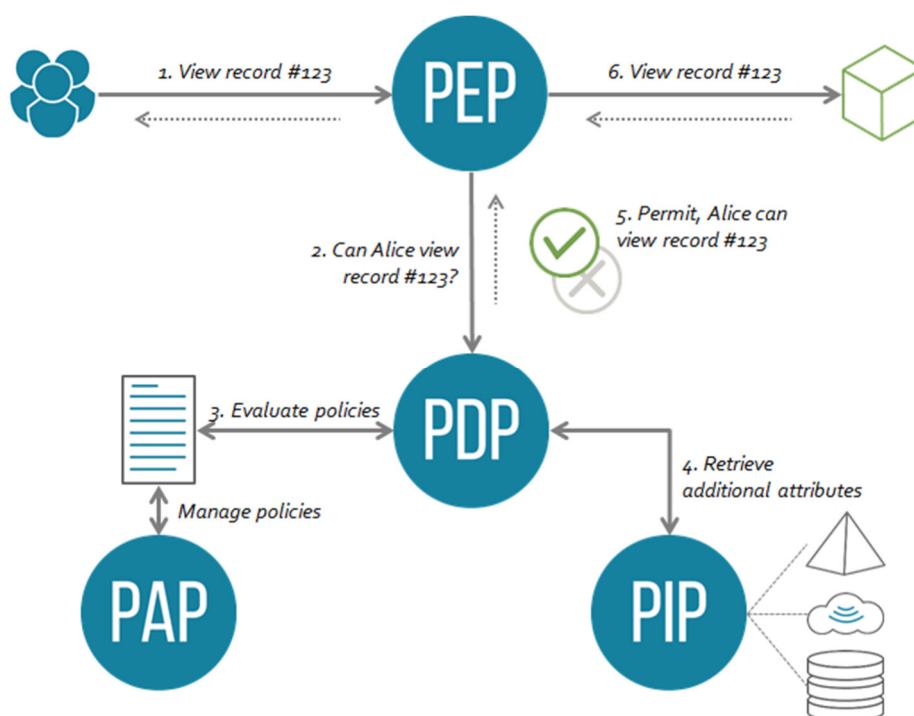 1. View record #123
PEP
6. View record #123
2. Can Alice view
record #123?
5. Permit, Alice can
view record #123
3. Evaluate policies
PDP
4. Retrieve
additional attributes
Manage policies
PAP
PIP